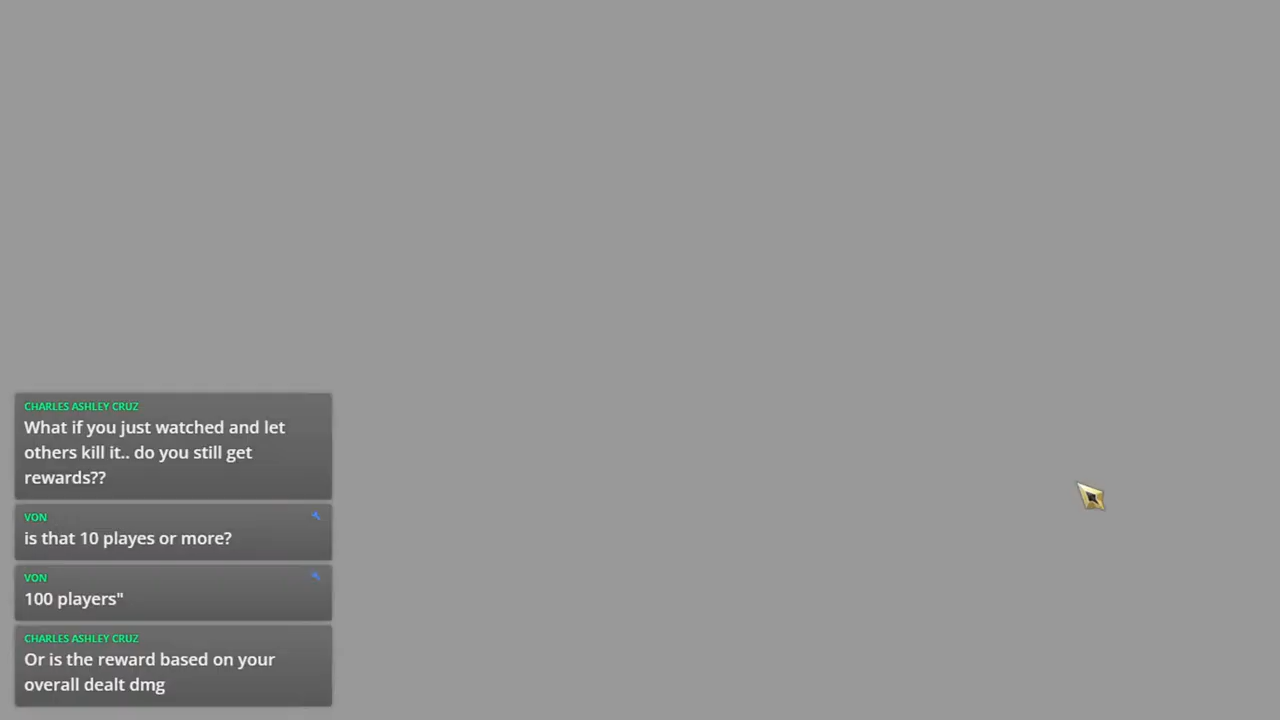 CHARLES ASHLEY CRUZ
What if you just watched and let
others kill it.. do you still get
rewards??
VON
is that 10 playes or more?
VON
100 players"
CHARLES ASHLEY CRUZ
Or is the reward based on your
overall dealt dmg